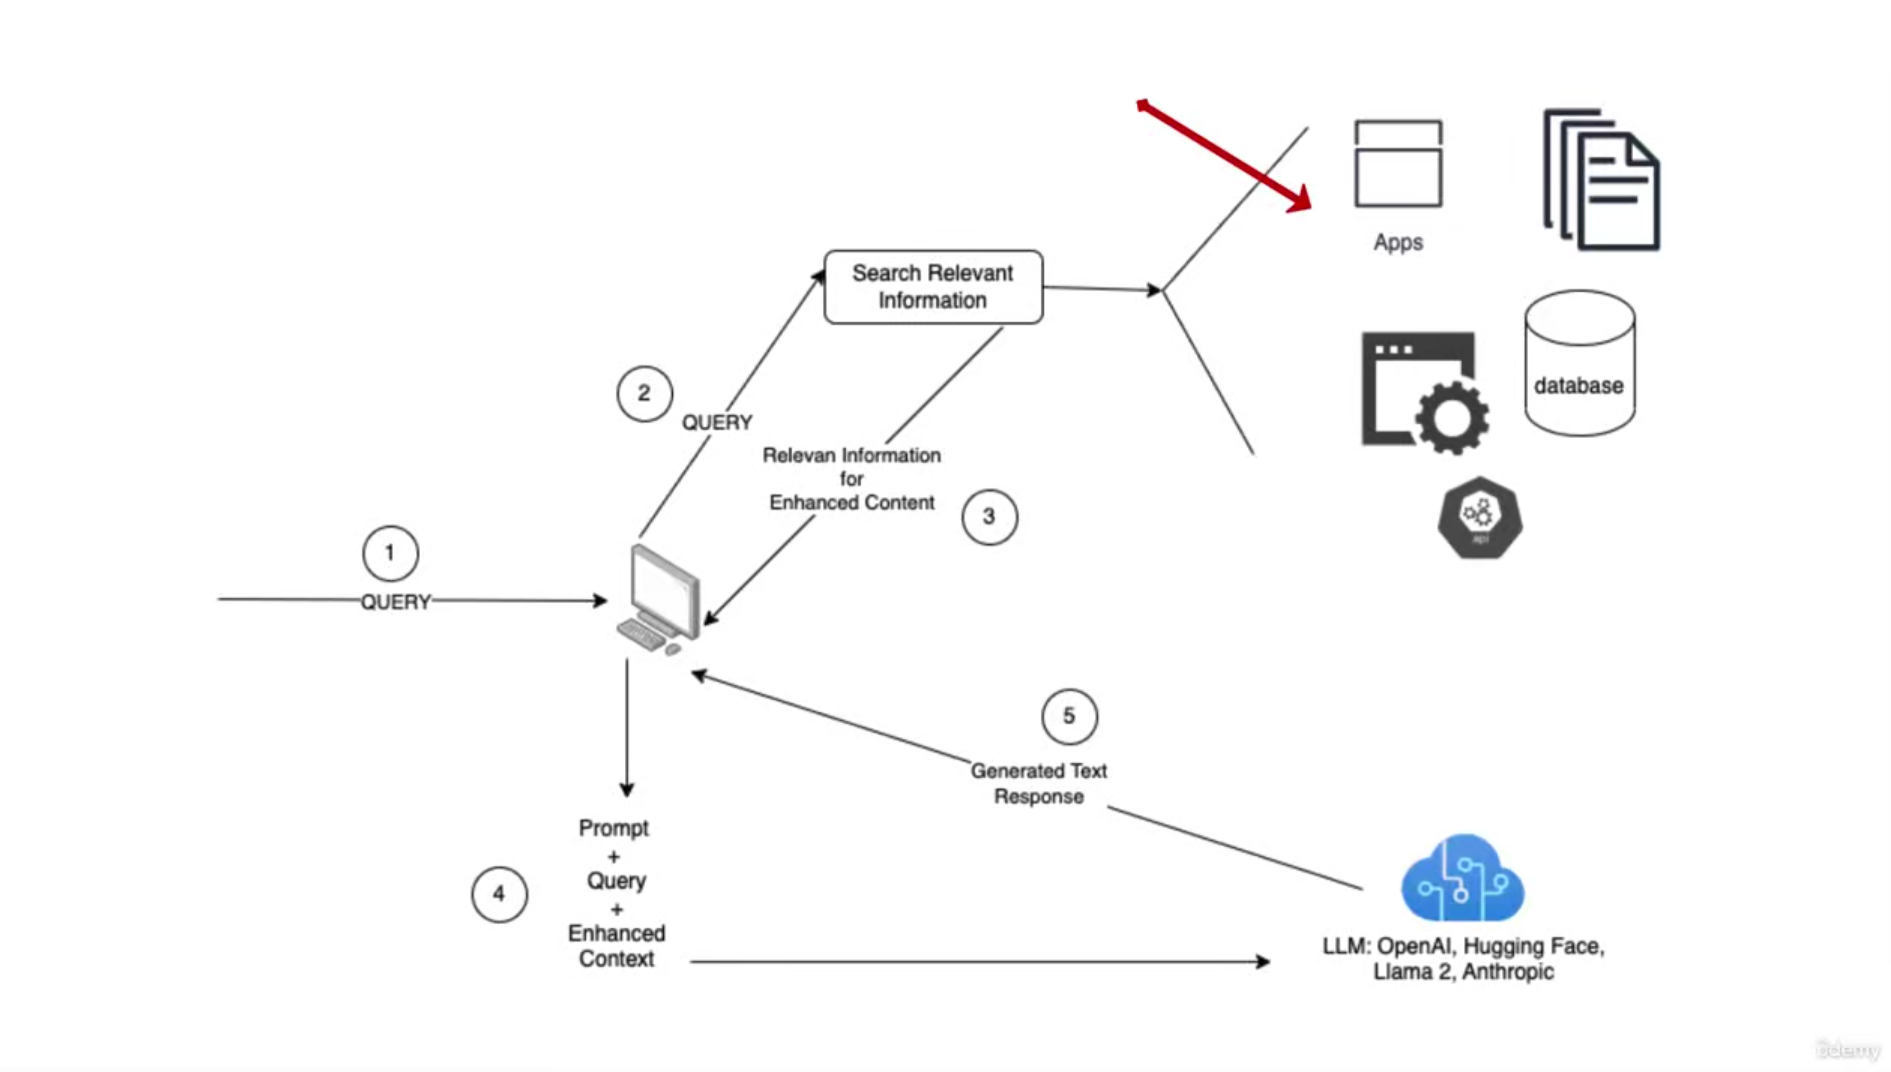 Apps
Search Relevant
Information
database
2
QUERY
Relevan Information
for
Enhanced Content
3
api
1
QUERY
5
Generated Text
Response
Prompt
+
Query
+
Enhanced
Context
4
LLM: OpenAI, Hugging Face,
Llama 2, Anthropic
ûdemy